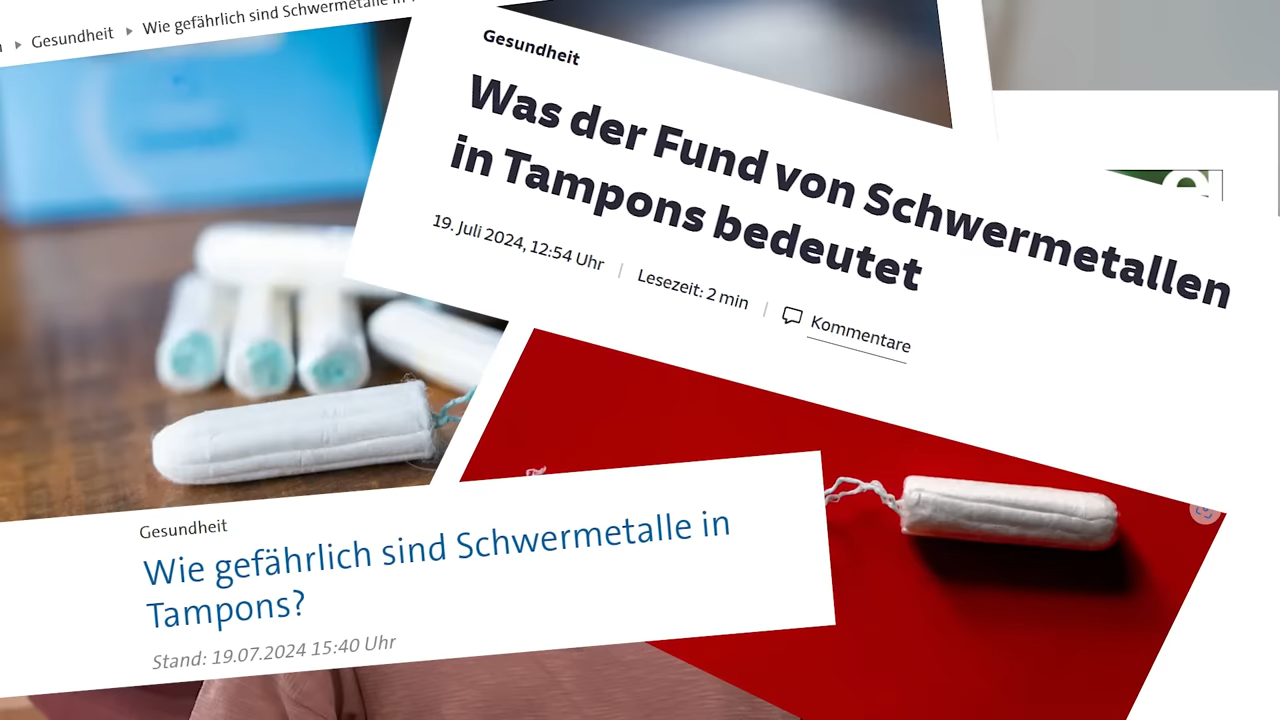 Gesundheit
Wie gefährlich sind Schwermetalle in
Gesundheit
Was der Fund von Schwermetallen
in Tampons bedeutet
19. Juli 2024, 12:54 Uhr | Lesezeit: 2 min | Kommentare
Gesundheit
Wie gefährlich sind Schwermetalle in
Tampons?
Stand: 19.07.2024 15:40 Uhr